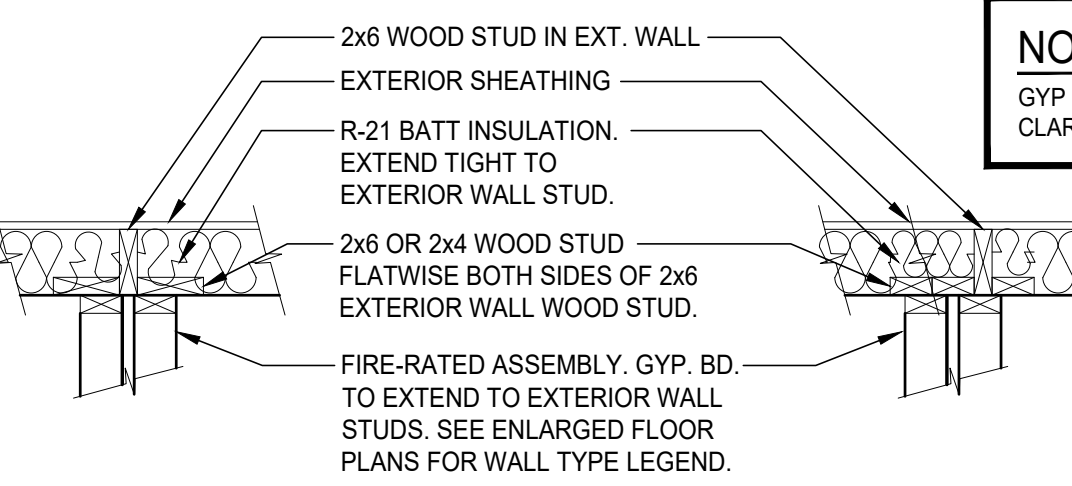 2x6 WOOD STUD IN EXT. WALL
EXTERIOR SHEATHING
R-21 BATT INSULATION.
EXTEND TIGHT TO
EXTERIOR WALL STUD.
2x6 OR 2x4 WOOD STUD
FLATWISE BOTH SIDES OF 2x6
EXTERIOR WALL WOOD STUD.
FIRE-RATED ASSEMBLY. GYP. BD.
TO EXTEND TO EXTERIOR WALL
STUDS. SEE ENLARGED FLOOR
PLANS FOR WALL TYPE LEGEND.
GYP